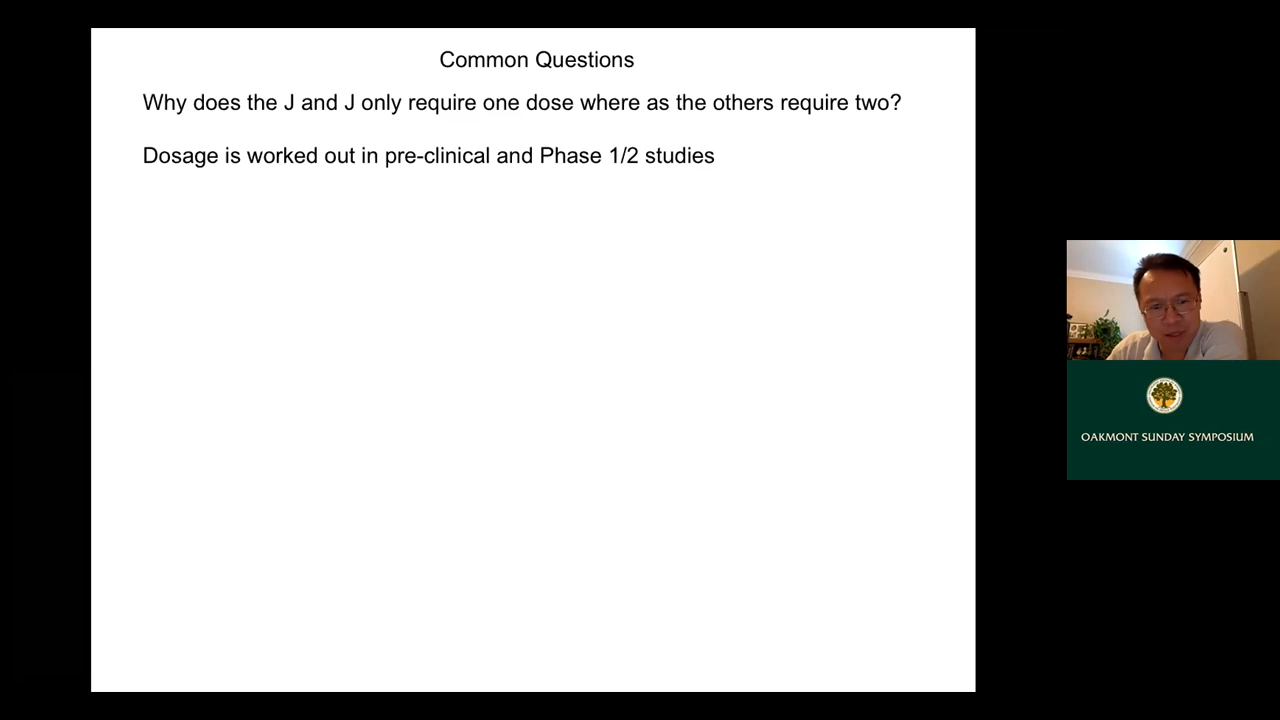 Common Questions
Why does the J and J only require one dose where as the others require two?
Dosage is worked out in pre-clinical and Phase 1/2 studies
OAKMONT SUNDAY SYMPOSIUM